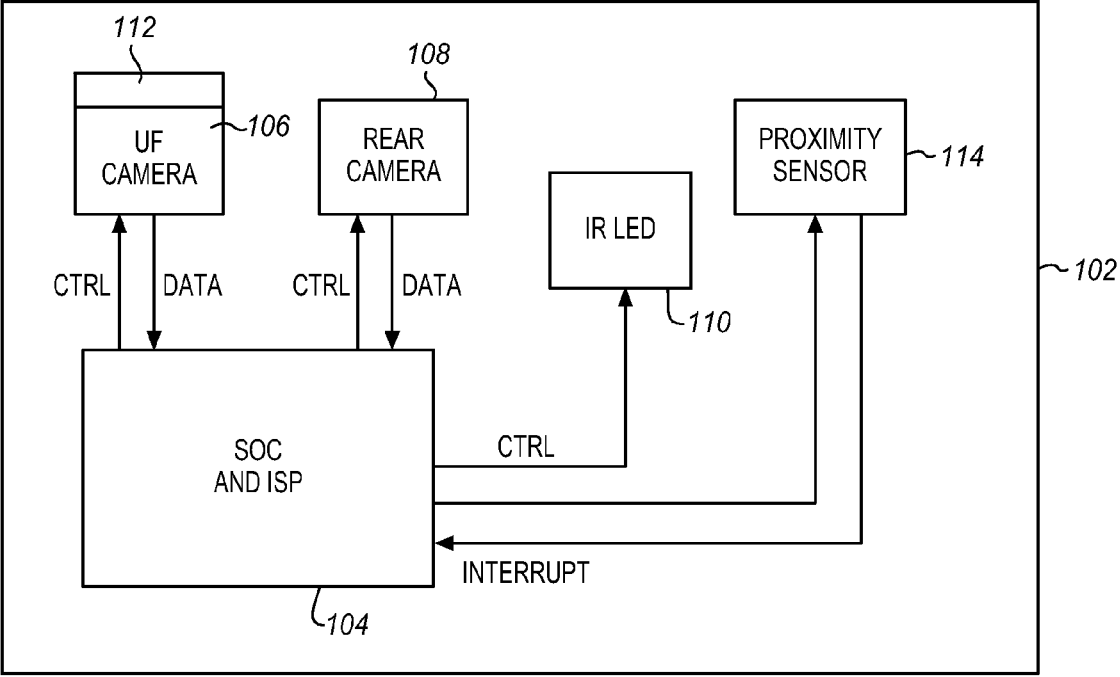 112
108
106
UF
CAMERA
REAR
CAMERA
PROXIMITY
SENSOR
114
IR LED
CTRL
DATA
CTRL
DATA
102
110
SOC
AND ISP
CTRL
INTERRUPT
104